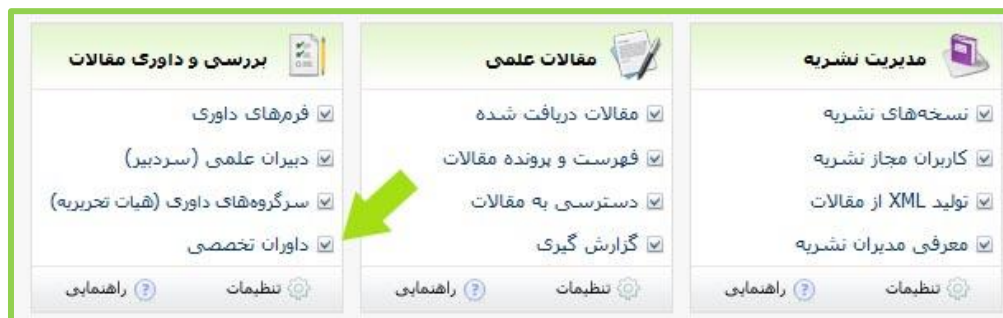 مدیریت نشریه
نسخه‌های نشریه
کاربران مجاز نشریه
تولید XML از مقالات
معرفی مدیران نشریه
تنظیمات
راهنمایی
مقالات علمی
مقالات دریافت شده
فهرست و پرونده مقالات
دسترسی به مقالات
گزارش گیری
تنظیمات
راهنمایی
بررسی و داوری مقالات
فرم‌های داوری
دبیران علمی (سردبیر)
سرگروه‌های داوری (هیات تحریریه)
داوران تخصصی
تنظیمات
راهنمایی